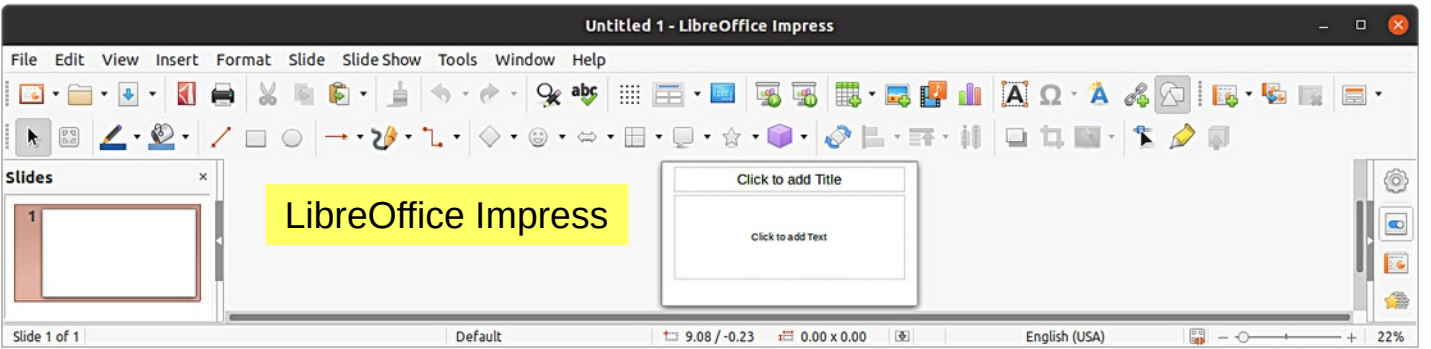 Untitled 1 - LibreOffice Impress
File Edit View Insert Format Slide Slide Show Tools Window Help
abc
A Ω A
Slides
1
LibreOffice Impress
Click to add Title
Click to add Text
Slide 1 of 1 Default 9.08 / -0.23 0.00 x 0.00 English (USA) 22%